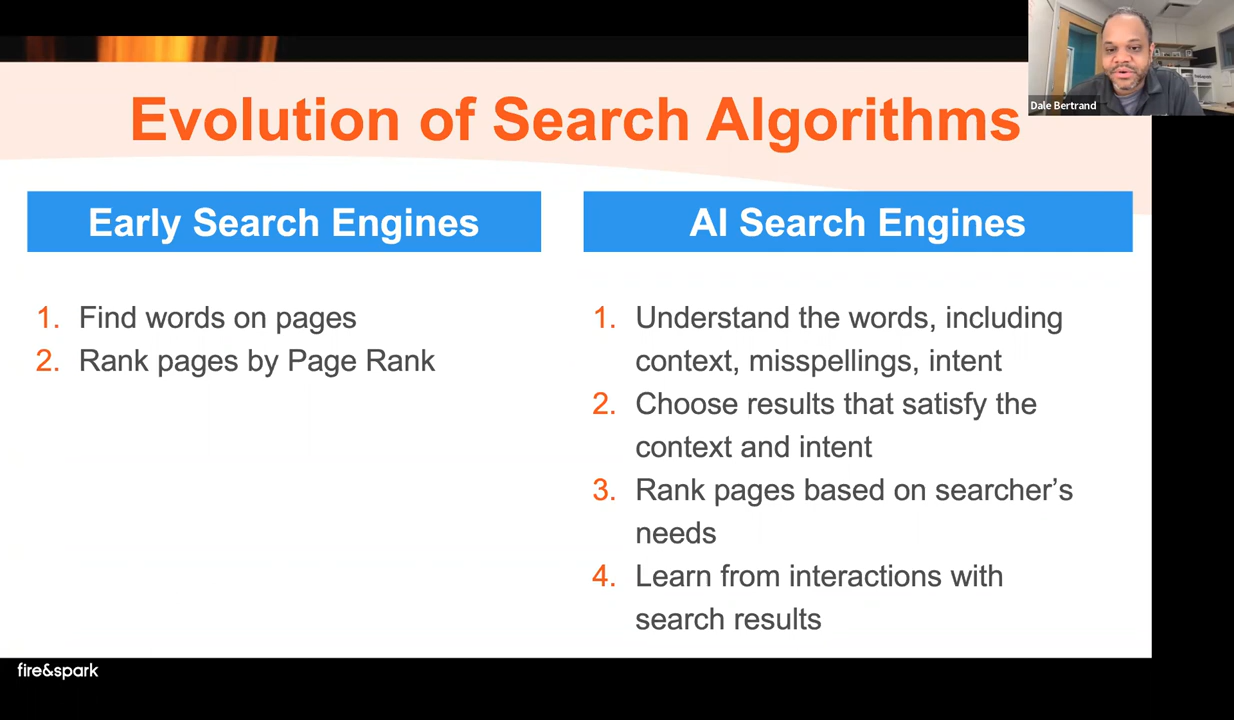 Dale Bertrand
Evolution of Search Algorithms
Early Search Engines
1. Find words on pages
2. Rank pages by Page Rank
AI Search Engines
1. Understand the words, including
context, misspellings, intent
2. Choose results that satisfy the
context and intent
3. Rank pages based on searcher’s
needs
4. Learn from interactions with
search results
fire&spark